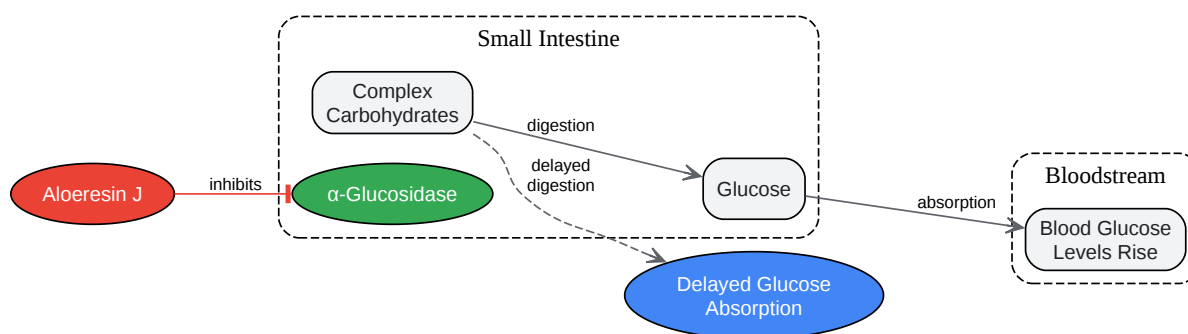 Small Intestine
Complex
Carbohydrates
digestion
delayed
digestion
Aloeresin J
inhibits
α-Glucosidase
Glucose
absorption
Bloodstream
Blood Glucose
Levels Rise
Delayed Glucose
Absorption